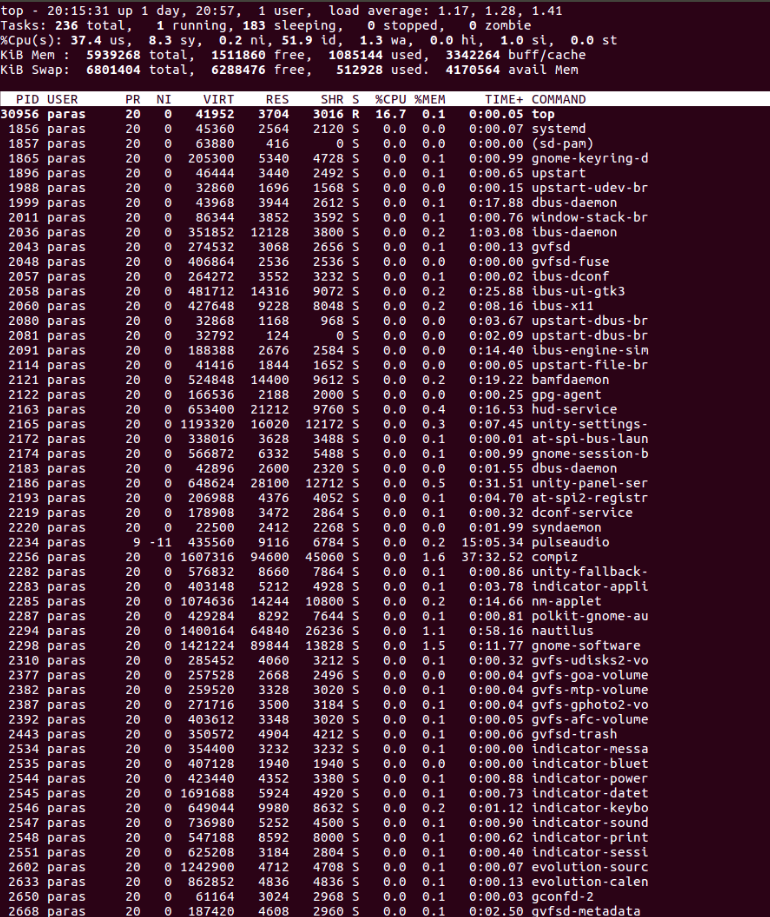 top - 20:15:31 up 1 day, 20:57,  1 user,  load average: 1.17, 1.28, 1.41
Tasks: 236 total,   1 running, 183 sleeping,   0 stopped,   0 zombie
%Cpu(s): 37.4 us,  8.3 sy,  0.2 ni, 51.9 id,  1.3 wa,  0.0 hi,  1.0 si,  0.0 st
KiB Mem :  5939268 total,  1511860 free,  1085144 used,  3342264 buff/cache
KiB Swap:  6801404 total,  6288476 free,   512928 used.  4170564 avail Mem
PID USER PR NI VIRT RES SHR S %CPU %MEM TIME+ COMMAND
30956 paras 20 0 41952 3704 3016 R 16.7 0.1 0:00.05 top
1856 paras 20 0 45360 2564 2120 S 0.0 0.0 0:00.07 systemd
1857 paras 20 0 63880 416 0 S 0.0 0.0 0:00.00 (sd-pam)
1865 paras 20 0 205300 5340 4728 S 0.0 0.1 0:00.99 gnome-keyring-d
1896 paras 20 0 46444 3440 2492 S 0.0 0.1 0:00.65 upstart
1988 paras 20 0 32860 1696 1568 S 0.0 0.0 0:00.15 upstart-udev-br
1999 paras 20 0 43968 3944 2612 S 0.0 0.1 0:17.88 dbus-daemon
2011 paras 20 0 86344 3852 3592 S 0.0 0.1 0:00.76 window-stack-br
2036 paras 20 0 351852 12128 3800 S 0.0 0.2 1:03.08 ibus-daemon
2043 paras 20 0 274532 3068 2656 S 0.0 0.1 0:00.13 gvfsd
2048 paras 20 0 406864 2536 2536 S 0.0 0.0 0:00.00 gvfsd-fuse
2057 paras 20 0 264272 3552 3232 S 0.0 0.1 0:00.02 ibus-dconf
2058 paras 20 0 481712 14316 9072 S 0.0 0.2 0:25.88 ibus-ui-gtk3
2060 paras 20 0 427648 9228 8048 S 0.0 0.2 0:08.16 ibus-x11
2080 paras 20 0 32868 1168 968 S 0.0 0.0 0:03.67 upstart-dbus-br
2081 paras 20 0 32792 124 0 S 0.0 0.0 0:02.09 upstart-dbus-br
2091 paras 20 0 188388 2676 2584 S 0.0 0.0 0:14.40 ibus-engine-sim
2114 paras 20 0 41416 1844 1652 S 0.0 0.0 0:00.05 upstart-file-br
2121 paras 20 0 524848 14400 9612 S 0.0 0.2 0:19.22 bamfdaemon
2122 paras 20 0 166536 2188 2000 S 0.0 0.0 0:00.25 gpg-agent
2163 paras 20 0 653400 21212 9760 S 0.0 0.4 0:16.53 hud-service
2165 paras 20 0 1193320 16020 12172 S 0.0 0.3 0:07.45 unity-settings-
2172 paras 20 0 338016 3628 3488 S 0.0 0.1 0:00.01 at-spi-bus-laun
2174 paras 20 0 566872 6332 5488 S 0.0 0.1 0:00.99 gnome-session-b
2183 paras 20 0 42896 2600 2320 S 0.0 0.0 0:01.55 dbus-daemon
2186 paras 20 0 648624 28100 12712 S 0.0 0.5 0:31.51 unity-panel-ser
2193 paras 20 0 206988 4376 4052 S 0.0 0.1 0:04.70 at-spi2-registr
2219 paras 20 0 178908 3472 2864 S 0.0 0.1 0:00.32 dconf-service
2220 paras 20 0 22500 2412 2268 S 0.0 0.0 0:01.99 syndaemon
2234 paras 9 -11 435560 9116 6784 S 0.0 0.2 15:05.34 pulseaudio
2256 paras 20 0 1607316 94600 45060 S 0.0 1.6 37:32.52 compiz
2282 paras 20 0 576832 8660 7864 S 0.0 0.1 0:00.86 unity-fallback-
2283 paras 20 0 403148 5212 4928 S 0.0 0.1 0:03.78 indicator-appli
2285 paras 20 0 1074636 14244 10800 S 0.0 0.2 0:14.66 nm-applet
2287 paras 20 0 429284 8292 7644 S 0.0 0.1 0:00.81 polkit-gnome-au
2294 paras 20 0 1400164 64840 26236 S 0.0 1.1 0:58.16 nautilus
2298 paras 20 0 1421224 89844 13828 S 0.0 1.5 0:11.77 gnome-software
2310 paras 20 0 285452 4060 3212 S 0.0 0.1 0:00.32 gvfs-udisks2-vo
2377 paras 20 0 257528 2668 2496 S 0.0 0.0 0:00.04 gvfs-goa-volume
2382 paras 20 0 259520 3328 3020 S 0.0 0.1 0:00.04 gvfs-mtp-volume
2387 paras 20 0 271716 3500 3184 S 0.0 0.1 0:00.04 gvfs-gphoto2-vo
2392 paras 20 0 403612 3348 3020 S 0.0 0.1 0:00.05 gvfs-afc-volume
2443 paras 20 0 350572 4904 4212 S 0.0 0.1 0:00.06 gvfsd-trash
2534 paras 20 0 354400 3232 3232 S 0.0 0.1 0:00.00 indicator-messa
2535 paras 20 0 407128 1940 1940 S 0.0 0.0 0:00.00 indicator-bluet
2544 paras 20 0 423440 4352 3380 S 0.0 0.1 0:00.88 indicator-power
2545 paras 20 0 1691688 5924 4920 S 0.0 0.1 0:00.73 indicator-datet
2546 paras 20 0 649044 9980 8632 S 0.0 0.2 0:01.12 indicator-keybo
2547 paras 20 0 736980 5252 4500 S 0.0 0.1 0:00.90 indicator-sound
2548 paras 20 0 547188 8592 8000 S 0.0 0.1 0:00.62 indicator-print
2551 paras 20 0 625208 3184 2804 S 0.0 0.1 0:00.40 indicator-sessi
2602 paras 20 0 1242900 4712 4708 S 0.0 0.1 0:00.07 evolution-sourc
2633 paras 20 0 862852 4836 4836 S 0.0 0.1 0:00.13 evolution-calen
2650 paras 20 0 61164 3024 2968 S 0.0 0.1 0:00.03 gconfd-2
2668 paras 20 0 187420 4608 2960 S 0.0 0.1 0:02.50 gvfsd-metadata